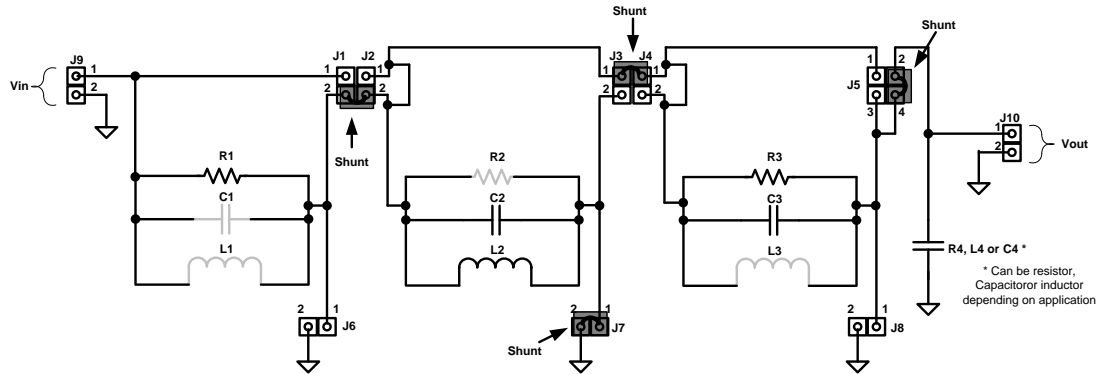 Shunt
Shunt
J9
J1 J2
J3 J4
1
1 1
1 1
1 2
Vin
2
2 2
2 2
J5
3 4
J10
1
2
Vout
Shunt
R1
R2
R3
C1
C2
C3
L1
L2
L3
R4, L4 or C4 *
* Can be resistor,
Capacitoror inductor
depending on application
2 1
J6
2 1
J7
2 1
J8
Shunt